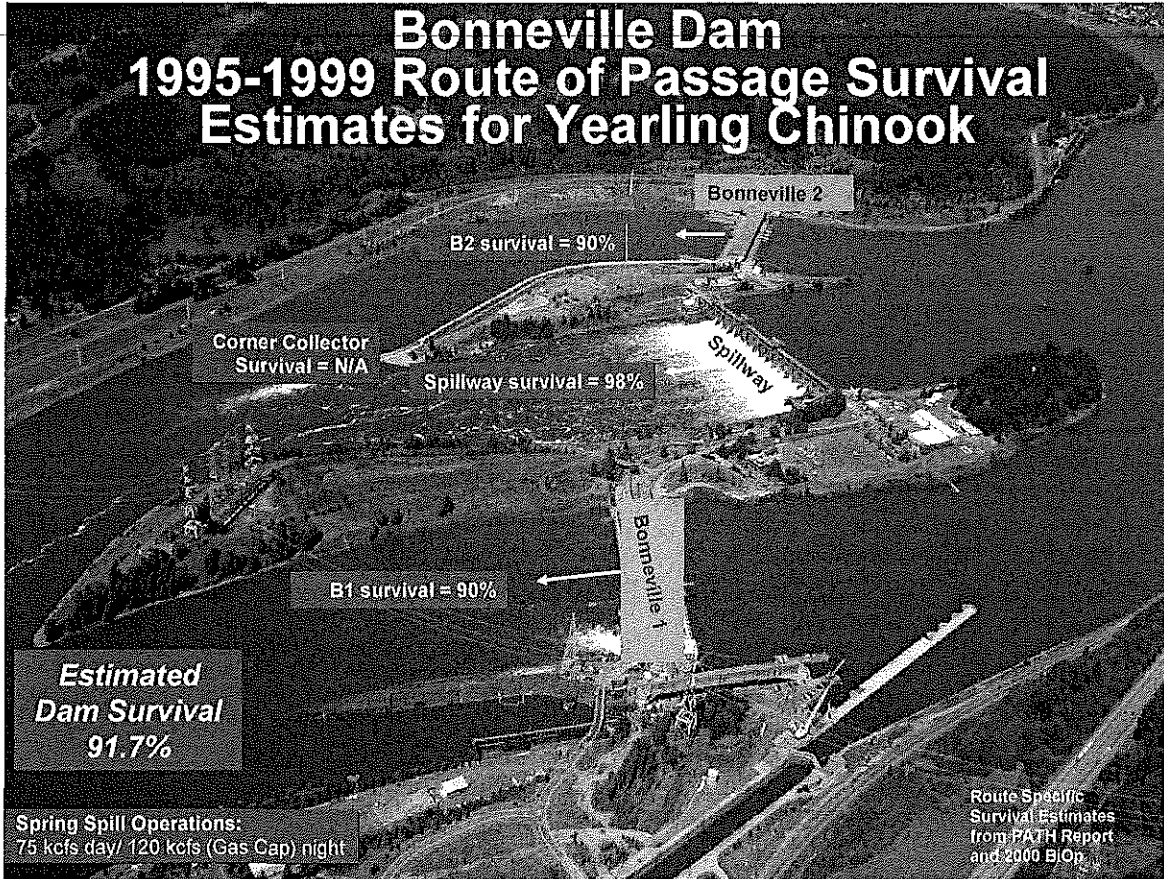 Bonneville Dam
1995-1999 Route of Passage Survival
Estimates for Yearling Chinook
Bonneville 2
B2 survival = 90%
Corner Collector
Survival = N/A
Spillway survival = 98%
Spillway
Bonneville 1
B1 survival = 90%
Estimated
Dam Survival
91.7%
Spring Spill Operations:
75 kcfs day/ 120 kcfs (Gas Cap) night
Route Specific
Survival Estimates
from PATH Report
and 2000 BiOp